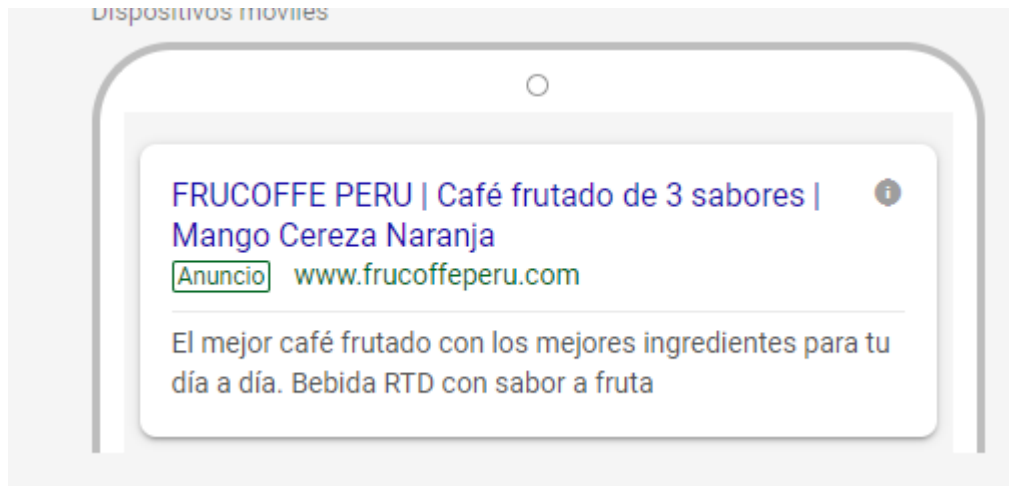 Dispositivos móviles
FRUCOFFE PERU | Café frutado de 3 sabores |
Mango Cereza Naranja
Anuncio www.frucoffeperu.com
El mejor café frutado con los mejores ingredientes para tu
día a día. Bebida RTD con sabor a fruta